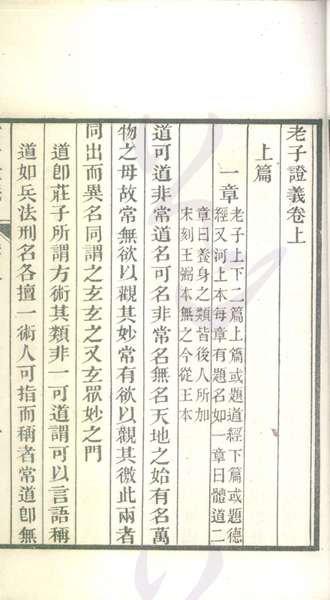 老子證義卷上
上篇
一章
老子上下二篇上篇或題道經下篇或題德
經又河上本每章有題名如一章曰體道二
章曰養身之類皆後人所加
宋刻王弼本無之今從王本
道可道非常道名可名非常名無名天地之始有名萬
物之母故常無欲以觀其妙常有欲以觀其徼此兩者
同出而異名同謂之玄玄之又玄眾妙之門
道卽莊子所謂方術其類非一可道謂可以言語稱
道如兵法刑名各擅一術人可指而稱者常道卽無